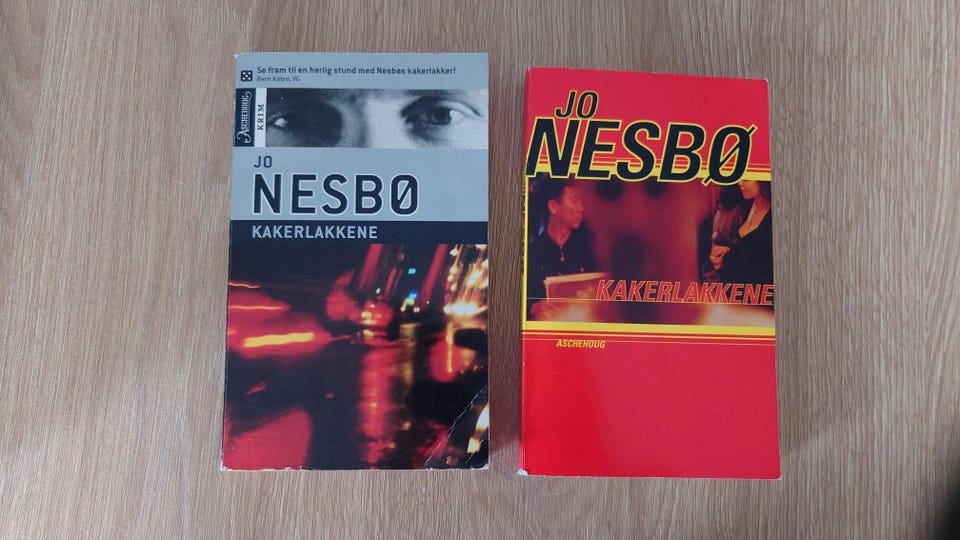 Se fram til en herlig stund med Nesbøs kakerlakker!
Berit Kobro, VG
ASCHEHOUG
KRIM
JO
NESBØ
KAKERLAKKENE
JO
NESBØ
KAKERLAKKENE
ASCHEHOUG